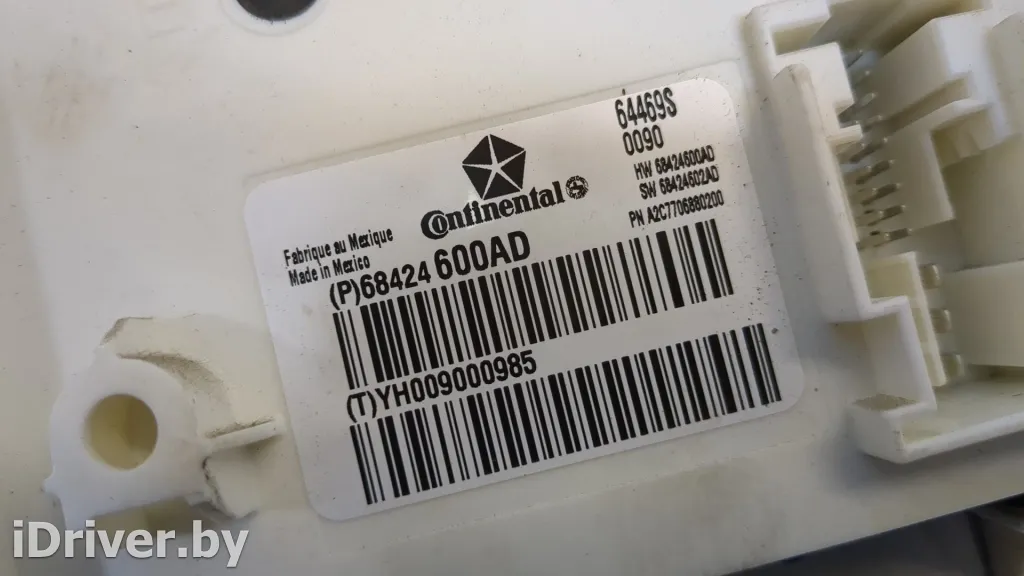 64469S
0090
HW 68424600AD
SW 68424602AD
PN A2C7706880200
Continental
Fabrique au Mexique
Made in Mexico
(P)68424 600AD
(T)YH009000985
iDriver.by